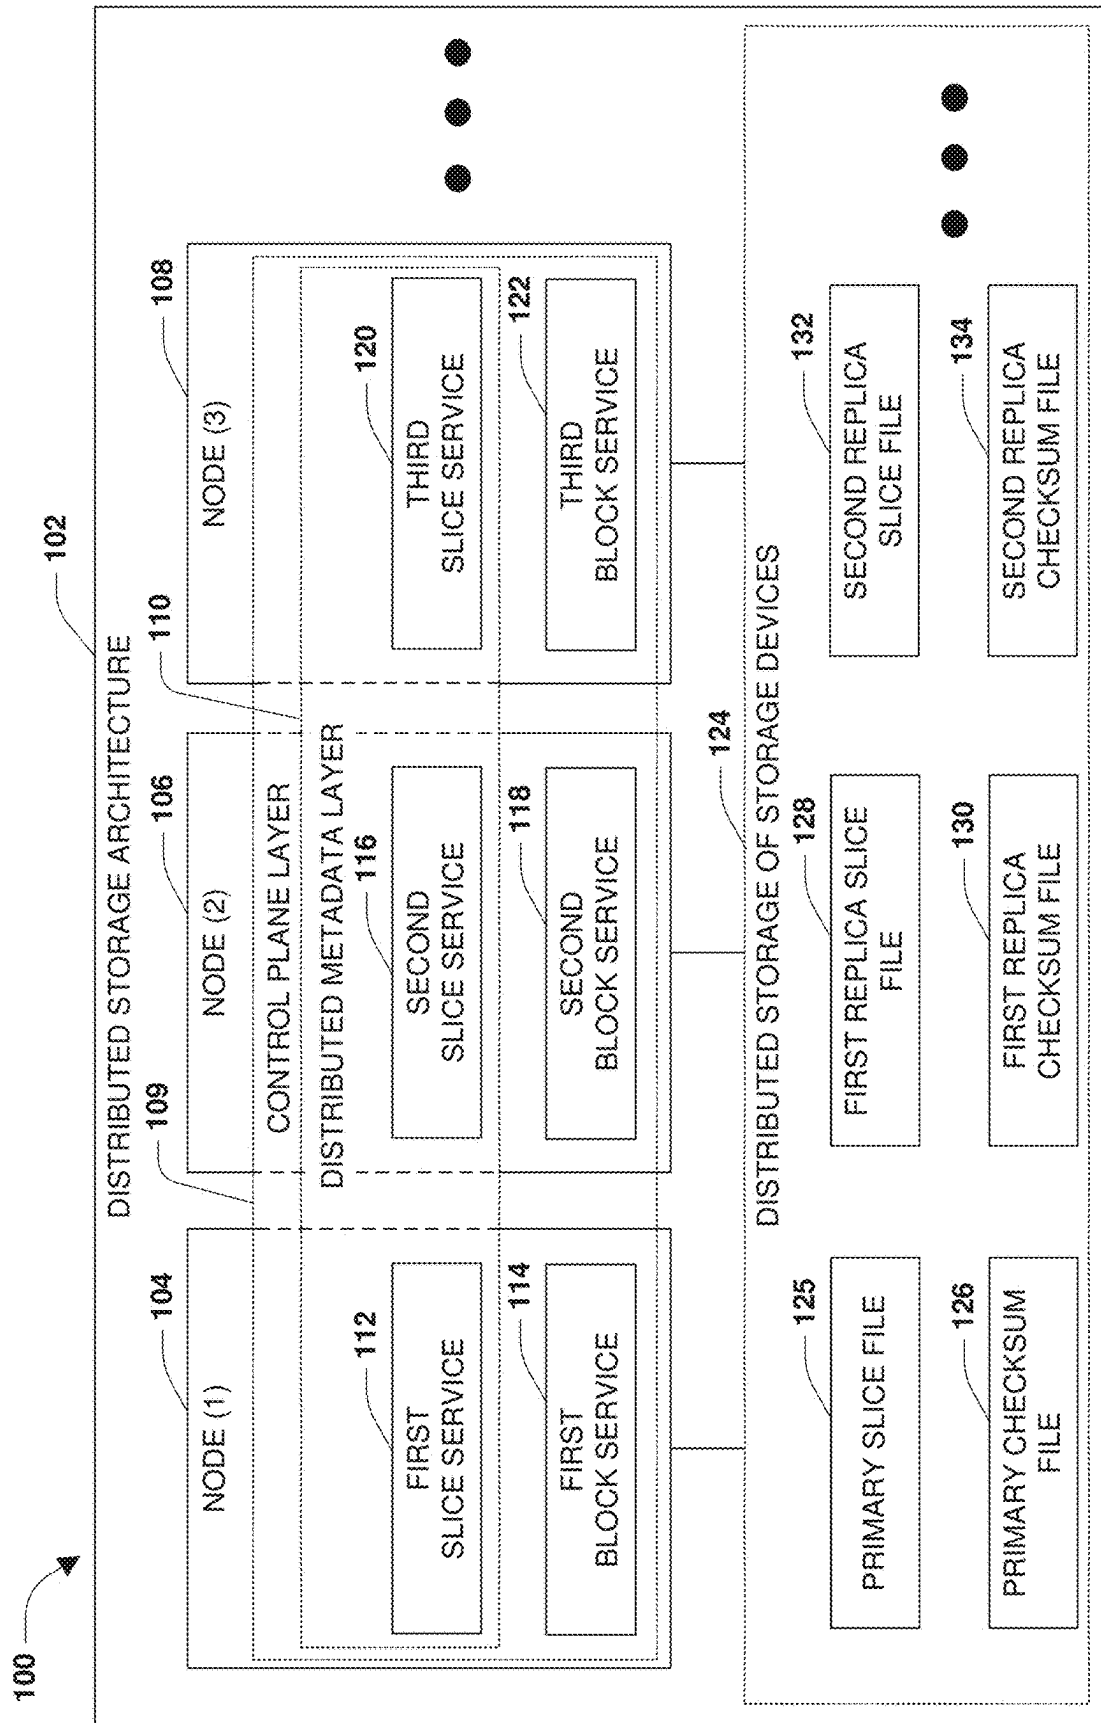 100
102
DISTRIBUTED STORAGE ARCHITECTURE
104
106
108
NODE (1)
NODE (2)
NODE (3)
109
110
CONTROL PLANE LAYER
DISTRIBUTED METADATA LAYER
112
FIRST
SLICE SERVICE
116
SECOND
SLICE SERVICE
120
THIRD
SLICE SERVICE
114
FIRST
BLOCK SERVICE
118
SECOND
BLOCK SERVICE
122
THIRD
BLOCK SERVICE
124
DISTRIBUTED STORAGE OF STORAGE DEVICES
125
PRIMARY SLICE FILE
128
FIRST REPLICA SLICE
FILE
132
SECOND REPLICA
SLICE FILE
126
PRIMARY CHECKSUM
FILE
130
FIRST REPLICA
CHECKSUM FILE
134
SECOND REPLICA
CHECKSUM FILE